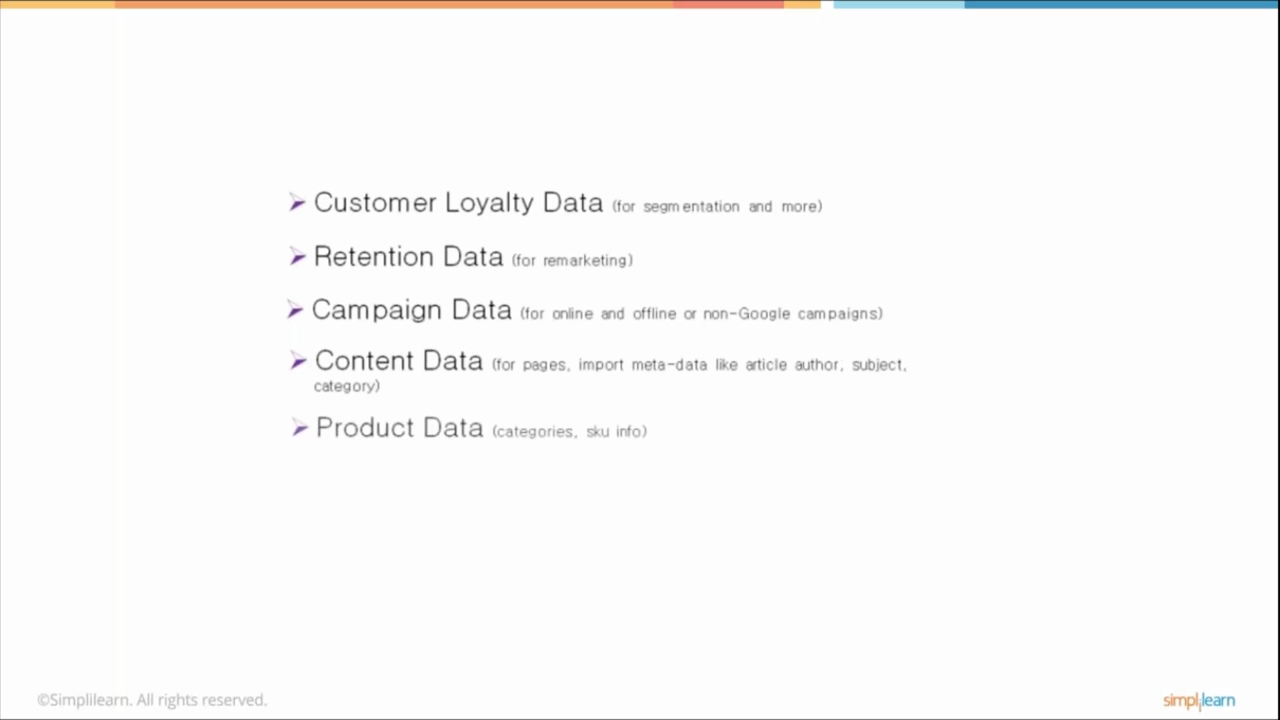 Customer Loyalty Data (for segmentation and more)
Retention Data (for remarketing)
Campaign Data (for online and offline or non-Google campaigns)
Content Data (for pages, import meta-data like article author, subject,
category)
Product Data (categories, sku info)
©Simplilearn. All rights reserved.
simplilearn